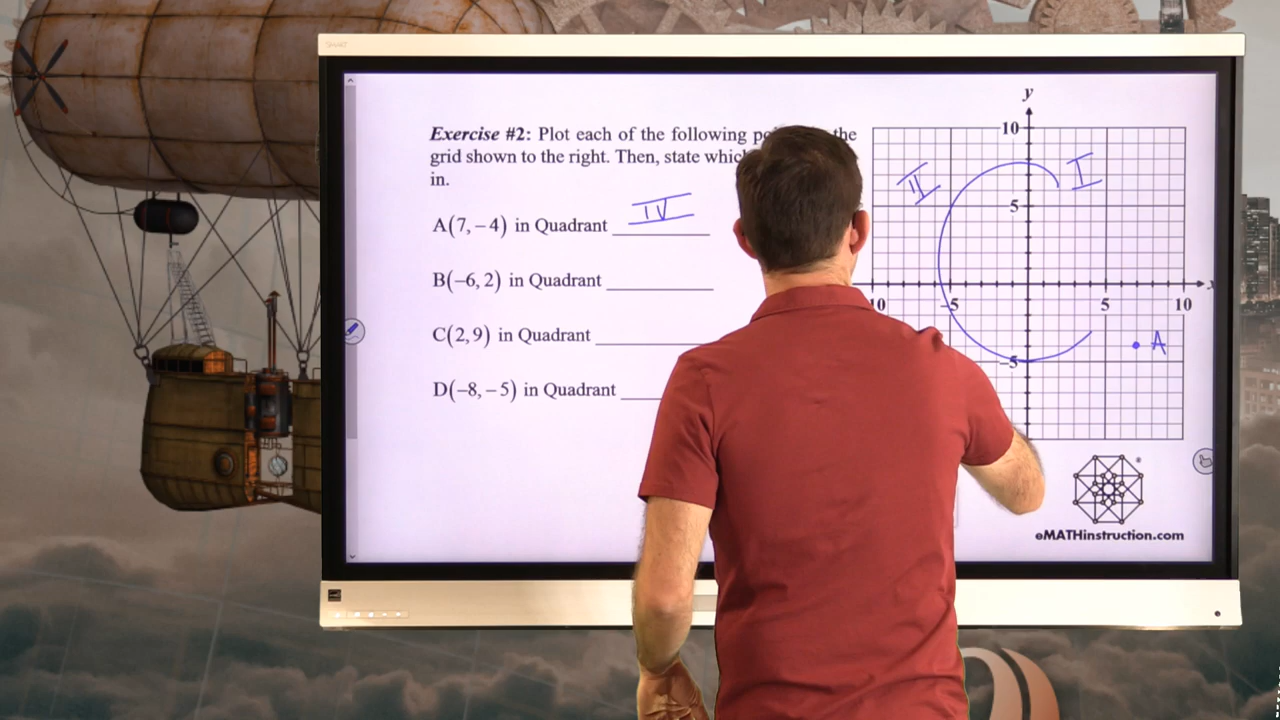 SMART
y
Exercise #2: Plot each of the following the
grid shown to the right. Then, state
in.
A(7, – 4) in Quadrant IV
B(–6, 2) in Quadrant
C(2, 9) in Quadrant
D(–8, – 5) in Quadrant
10
II
I
5
10
–5
5
10
x
–5
A
eMATHinstruction.com